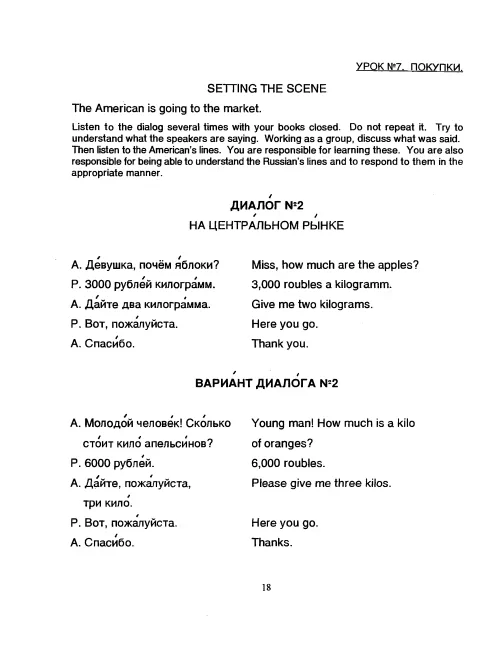 УРОК №7. ПОКУПКИ.
SETTING THE SCENE
The American is going to the market.
Listen to the dialog several times with your books closed. Do not repeat it. Try to
understand what the speakers are saying. Working as a group, discuss what was said.
Then listen to the American's lines. You are responsible for learning these. You are also
responsible for being able to understand the Russian's lines and to respond to them in the
appropriate manner.
ДИАЛО́Г №2
НА ЦЕНТРА́ЛЬНОМ РЫ́НКЕ
А. Де́вушка, почём я́блоки? Miss, how much are the apples?
Р. 3000 рубле́й килогра́мм. 3,000 roubles a kilogramm.
А. Да́йте два килогра́мма. Give me two kilograms.
Р. Вот, пожа́луйста. Here you go.
А. Спаси́бо. Thank you.
ВАРИА́НТ ДИАЛО́ГА №2
А. Молодо́й челове́к! Ско́лько Young man! How much is a kilo
сто́ит кило́ апельси́нов? of oranges?
Р. 6000 рубле́й. 6,000 roubles.
А. Да́йте, пожа́луйста, Please give me three kilos.
три кило́.
Р. Вот, пожа́луйста. Here you go.
А. Спаси́бо. Thanks.
18